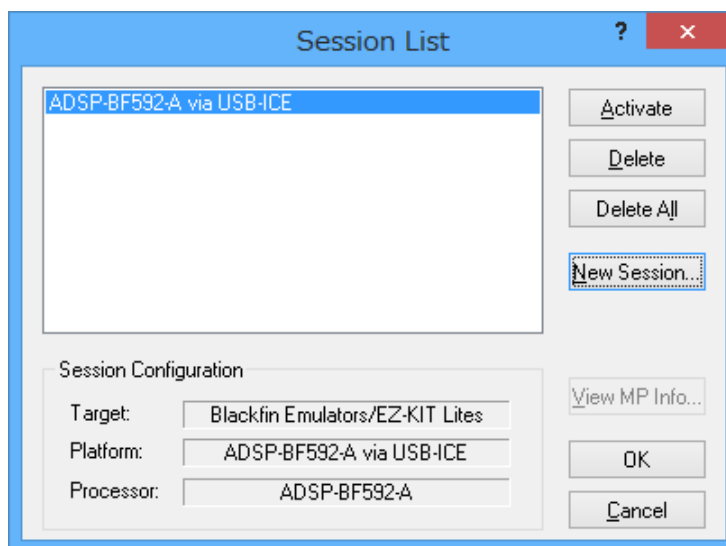 Session List
?
×
ADSP-BF592-A via USB-ICE
Activate
Delete
Delete All
New Session...
Session Configuration
Target: Blackfin Emulators/EZ-KIT Lites
Platform: ADSP-BF592-A via USB-ICE
Processor: ADSP-BF592-A
View MP Info...
OK
Cancel